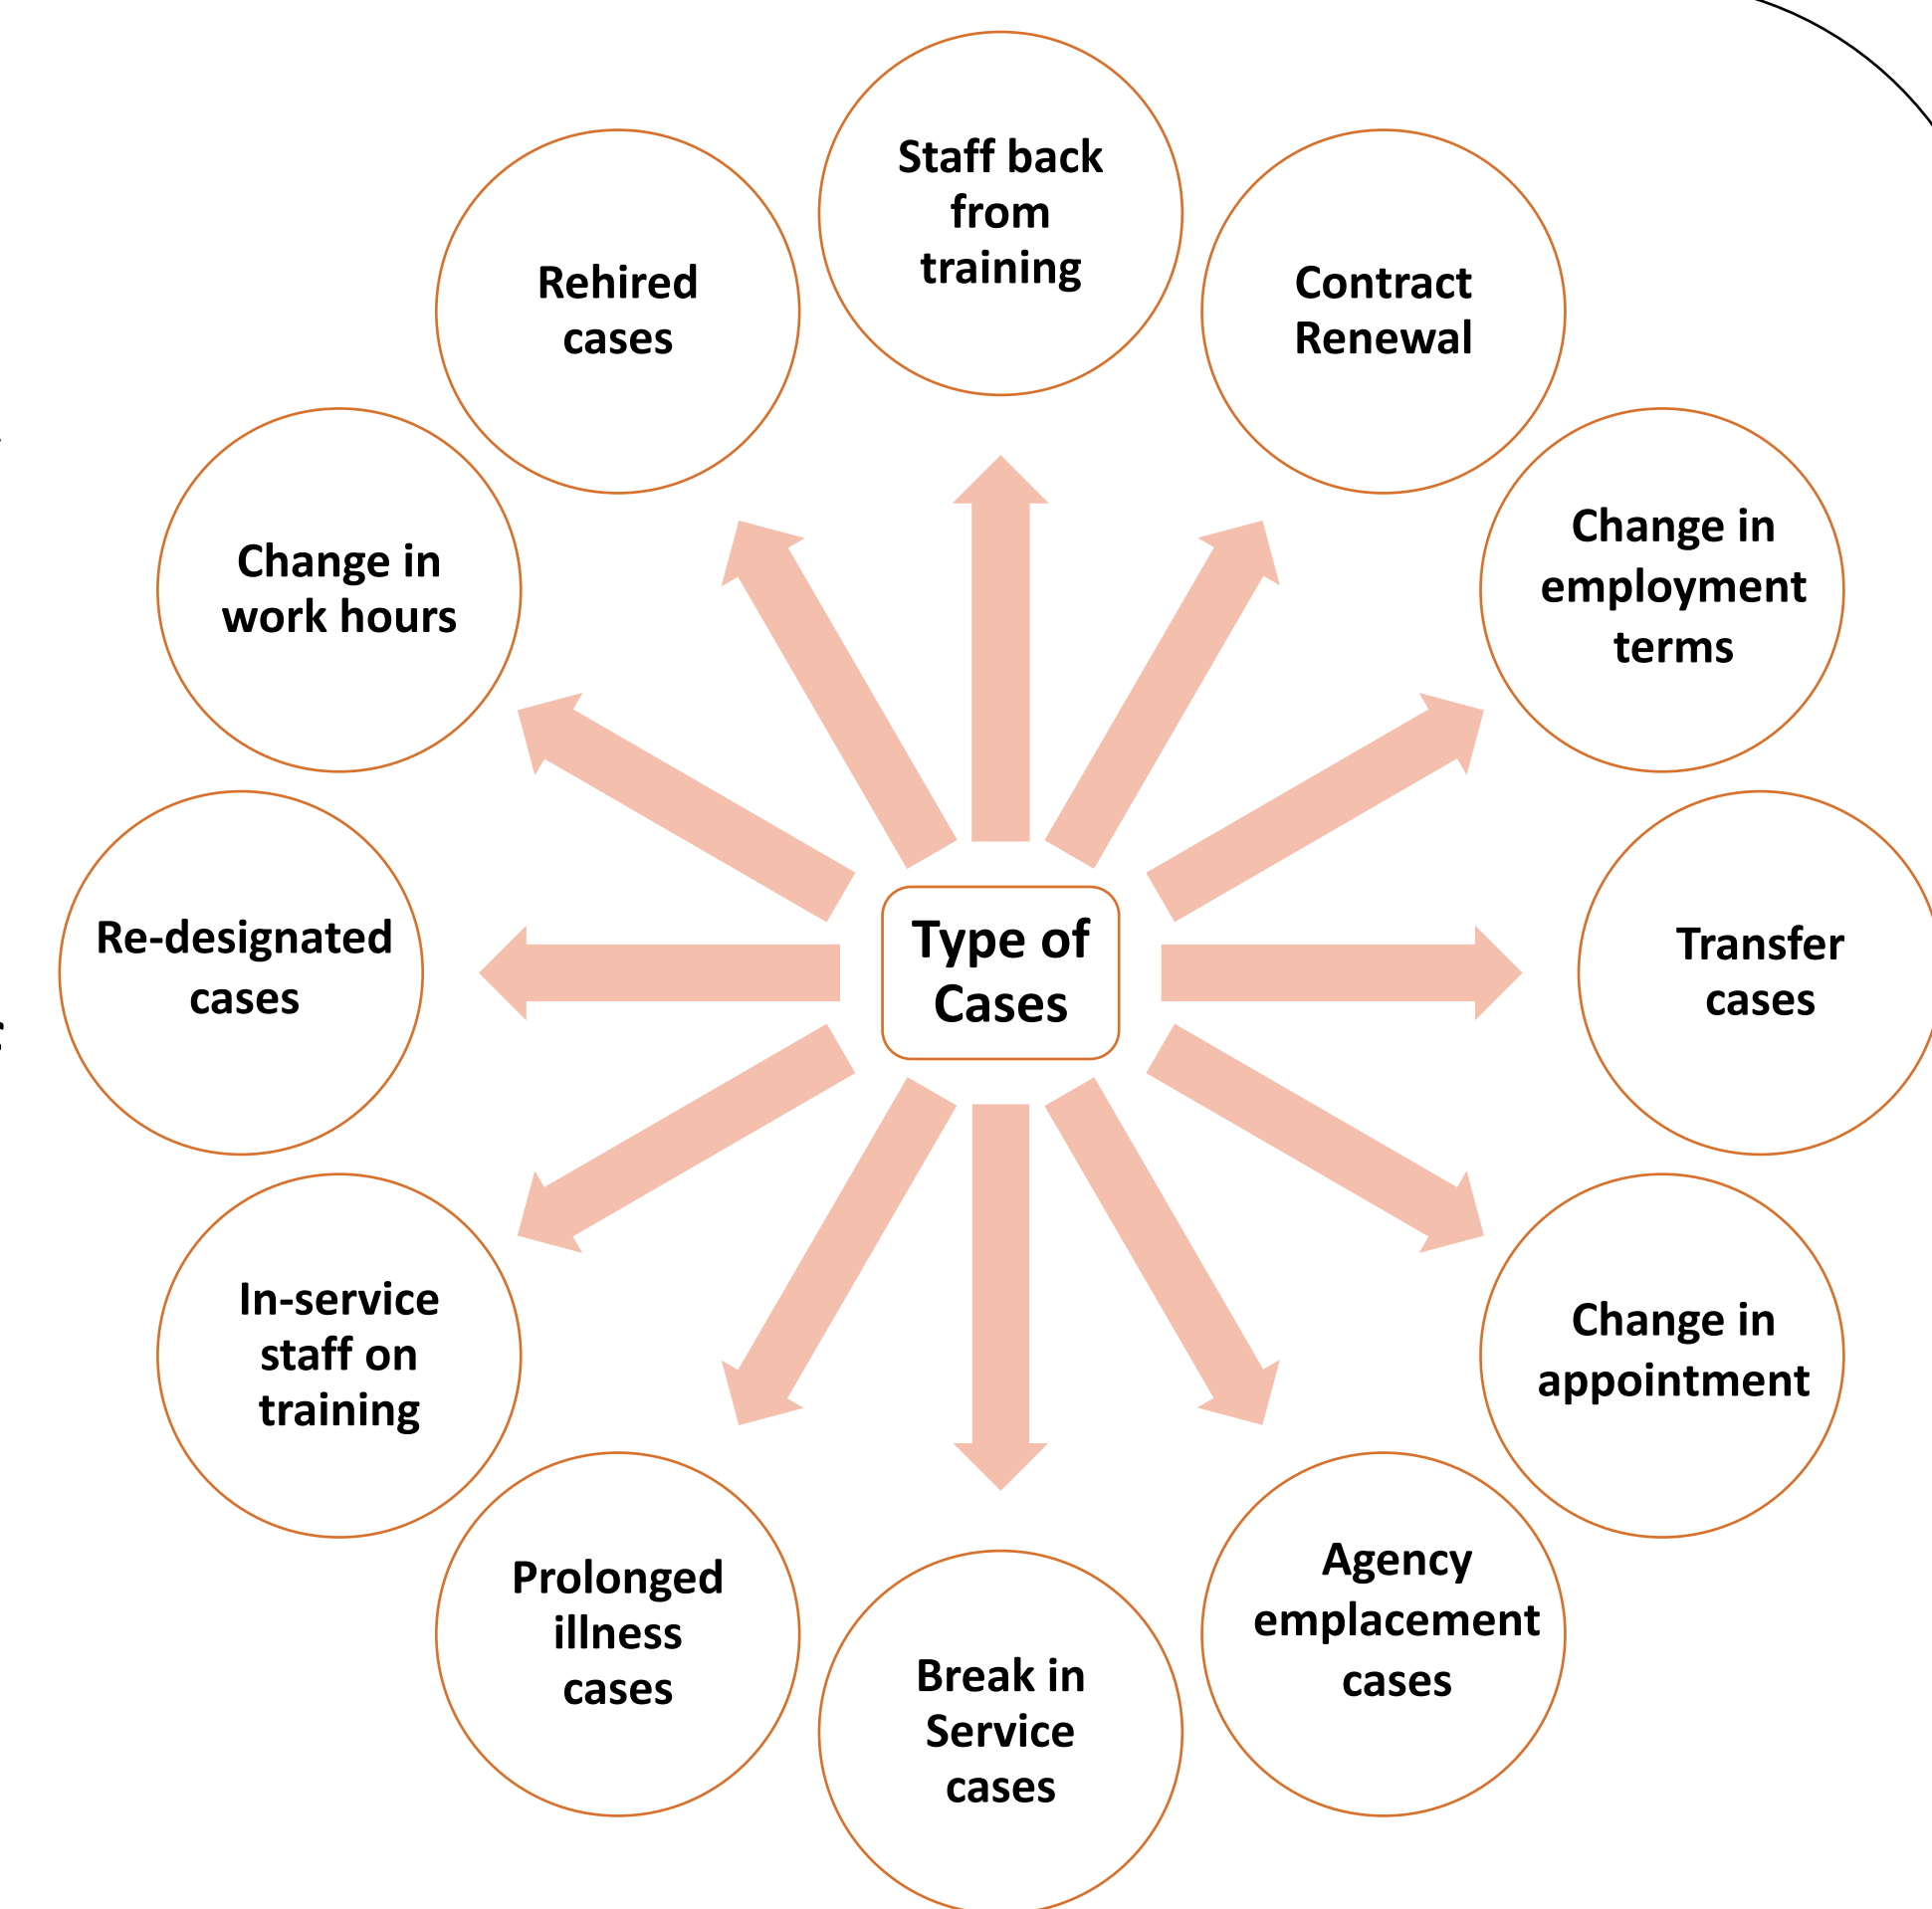 Staff back
from
training
Contract
Renewal
Change in
employment
terms
Transfer
cases
Change in
appointment
Agency
emplacement
cases
Break in
Service
cases
Prolonged
illness
cases
In-service
staff on
training
Re-designated
cases
Change in
work hours
Rehired
cases
Type of
Cases